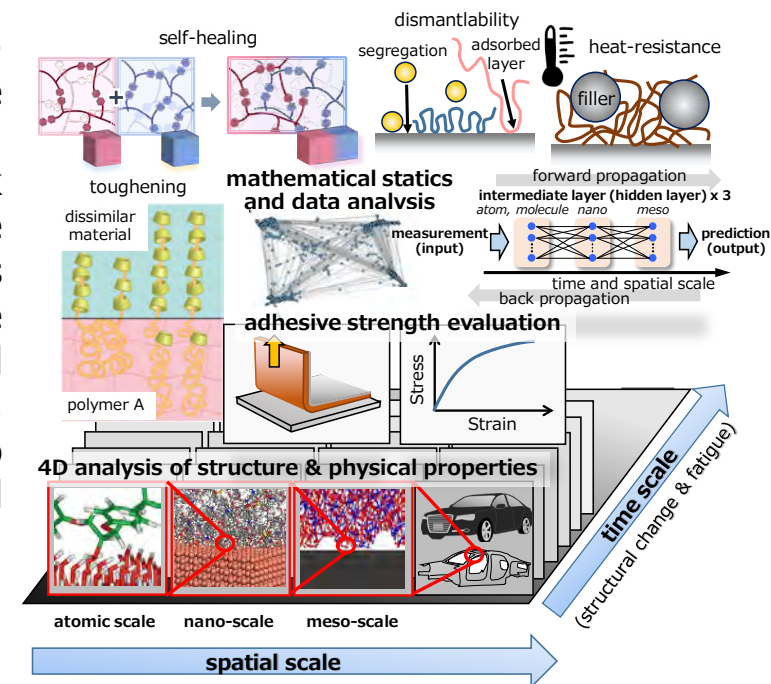 dismantlability
self-healing
segregation
adsorbed
layer
heat-resistance
+
filler
toughening
mathematical statics
and data analysis
forward propagation
intermediate layer (hidden layer) x 3
atom, molecule nano meso
measurement
(input)
prediction
(output)
time and spatial scale
back propagation
dissimilar
material
polymer A
adhesive strength evaluation
Stress
Strain
4D analysis of structure & physical properties
time scale
(structural change & fatigue)
atomic scale nano-scale meso-scale
spatial scale